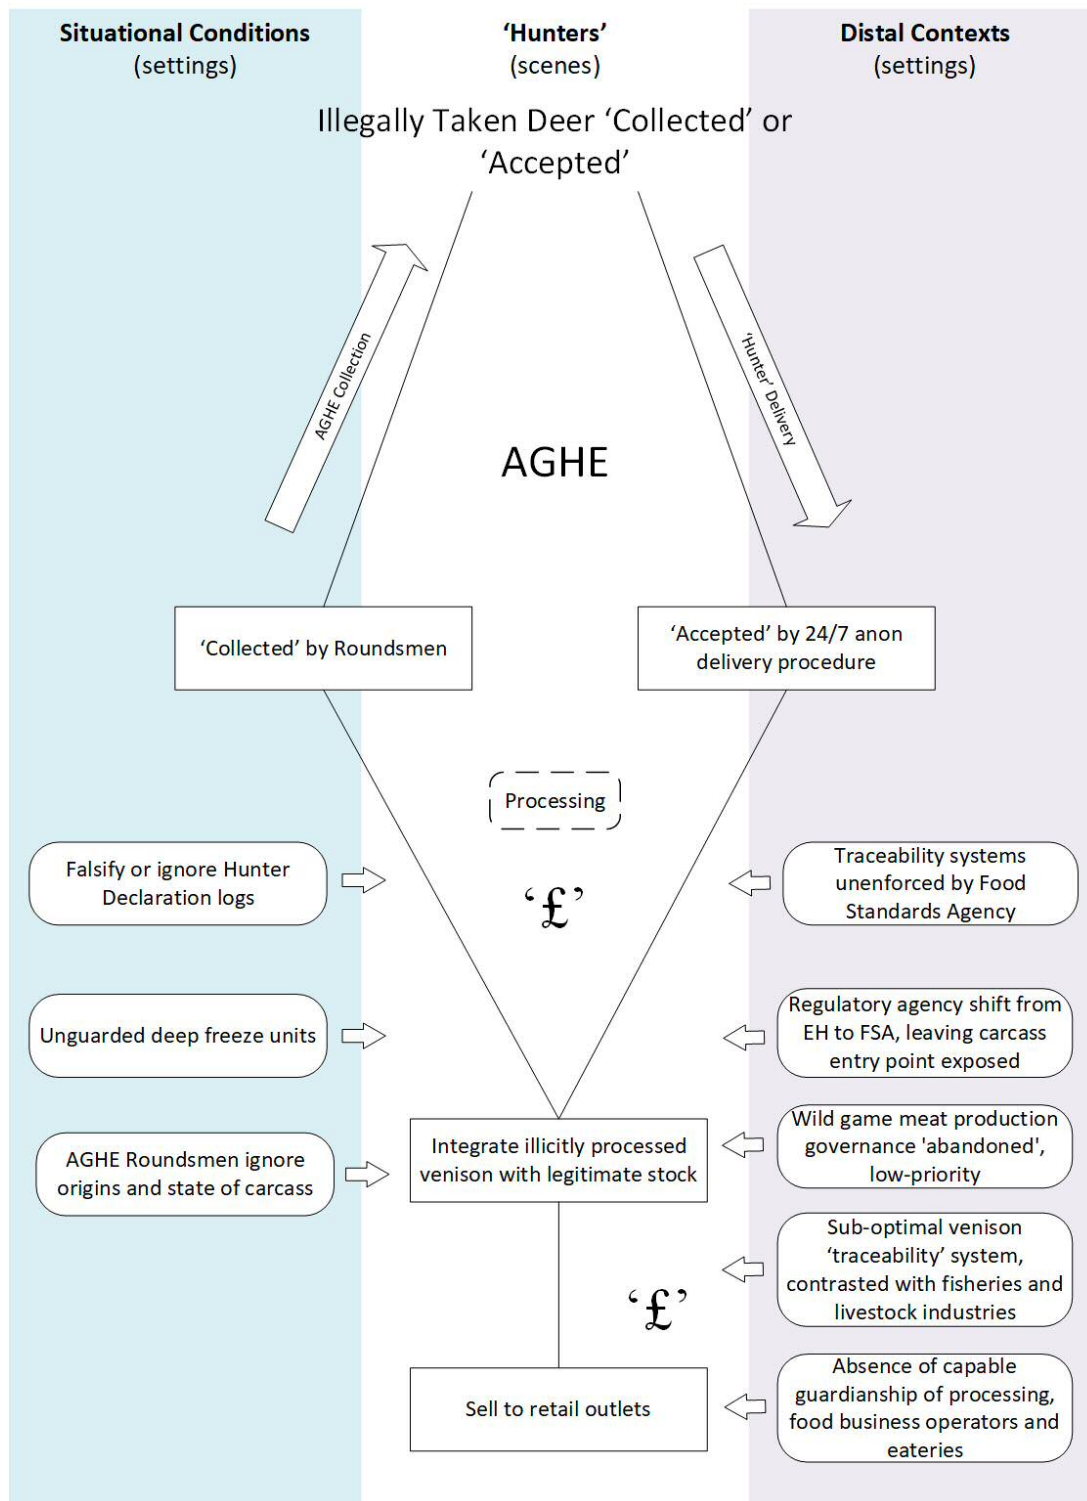 Situational Conditions
(settings)
‘Hunters’
(scenes)
Distal Contexts
(settings)
Illegally Taken Deer ‘Collected’ or
‘Accepted’
AGHE Collection
‘Hunter’ Delivery
AGHE
‘Collected’ by Roundsmen
‘Accepted’ by 24/7 anon
delivery procedure
Processing
Falsify or ignore Hunter
Declaration logs
‘£’
Traceability systems
unenforced by Food
Standards Agency
Unguarded deep freeze units
Regulatory agency shift from
EH to FSA, leaving carcass
entry point exposed
AGHE Roundsmen ignore
origins and state of carcass
Integrate illicitly processed
venison with legitimate stock
Wild game meat production
governance 'abandoned',
low-priority
Sub-optimal venison
‘traceability’ system,
contrasted with fisheries and
livestock industries
‘£’
Sell to retail outlets
Absence of capable
guardianship of processing,
food business operators and
eateries